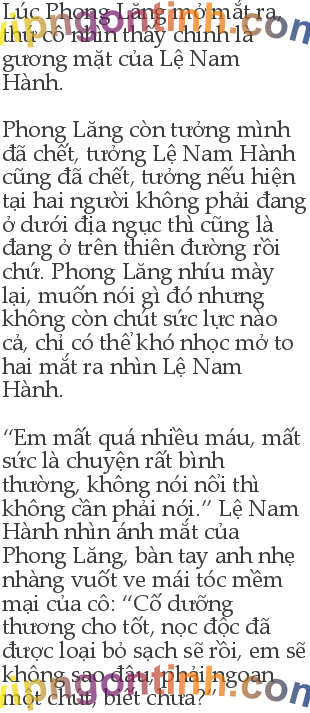 Lúc Phong Lăng mở mắt ra,
thứ cô nhìn thấy chính là
gương mặt của Lệ Nam
Hành.
Phong Lăng còn tưởng mình
đã chết, tưởng Lệ Nam Hành
cũng đã chết, tưởng nếu hiện
tại hai người không phải đang
ở dưới địa ngục thì cũng là
đang ở trên thiên đường rồi
chứ. Phong Lăng nhíu mày
lại, muốn nói gì đó nhưng
không còn chút sức lực nào
cả, chỉ có thể khó nhọc mở to
hai mắt ra nhìn Lệ Nam
Hành.
“Em mất quá nhiều máu, mất
sức là chuyện rất bình
thường, không nói nổi thì
không cần phải nói.” Lệ Nam
Hành nhìn ánh mắt của
Phong Lăng, bàn tay anh nhẹ
nhàng vuốt ve mái tóc mềm
mại của cô: “Cố dưỡng
thương cho tốt, nọc độc đã
được loại bỏ sạch sẽ rồi, em sẽ
không sao đâu, phải ngoan
một chút, biết chưa?”
vipngontinh.com
vipngontinh.com